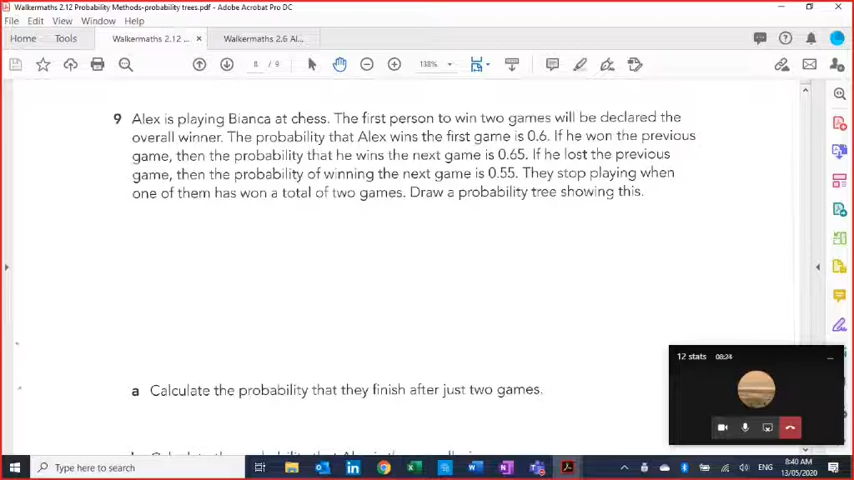 Walkermaths 2.12 Probability Methods-probability trees.pdf - Adobe Acrobat Pro DC
File Edit View Window Help
Home Tools Walkermaths 2.12 ... × Walkermaths 2.6 Al...
8 / 9 138%
9 Alex is playing Bianca at chess. The first person to win two games will be declared the
overall winner. The probability that Alex wins the first game is 0.6. If he won the previous
game, then the probability that he wins the next game is 0.65. If he lost the previous
game, then the probability of winning the next game is 0.55. They stop playing when
one of them has won a total of two games. Draw a probability tree showing this.
12 stats 08:24
a Calculate the probability that they finish after just two games.
Type here to search
ENG
8:40 AM
13/05/2020